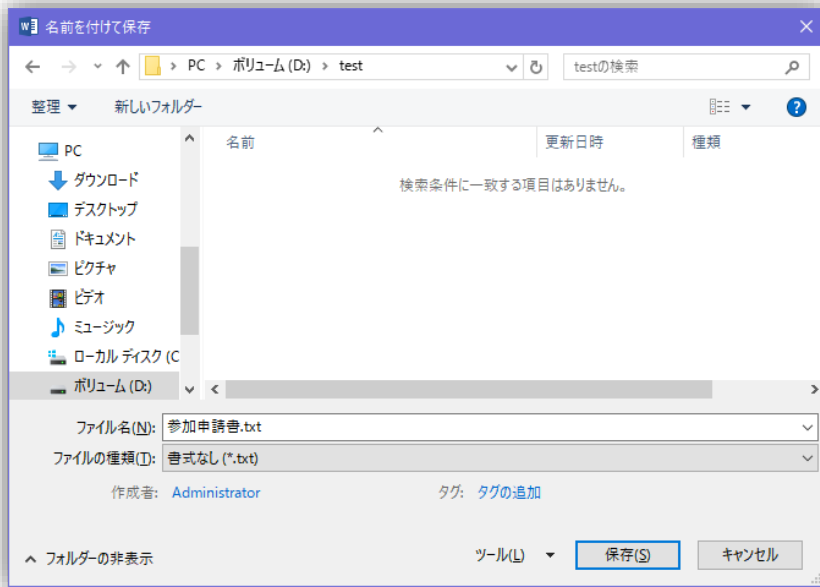 名前を付けて保存
PC › ボリューム (D:) › test
testの検索
整理
新しいフォルダー
PC
ダウンロード
デスクトップ
ドキュメント
ピクチャ
ビデオ
ミュージック
ローカル ディスク (C
ボリューム (D:)
名前 更新日時 種類
検索条件に一致する項目はありません。
ファイル名(N): 参加申請書.txt
ファイルの種類(T): 書式なし (*.txt)
作成者: Administrator タグ: タグの追加
フォルダーの非表示 ツール(L) 保存(S) キャンセル